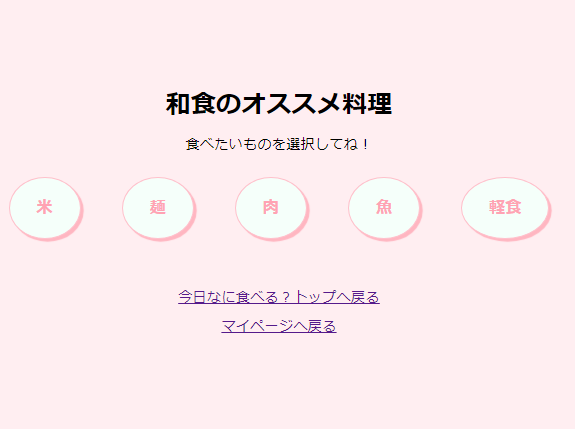 和食のオススメ料理
食べたいものを選択してね！
米 麺 肉 魚 軽食
今日なに食べる？トップへ戻る
マイページへ戻る